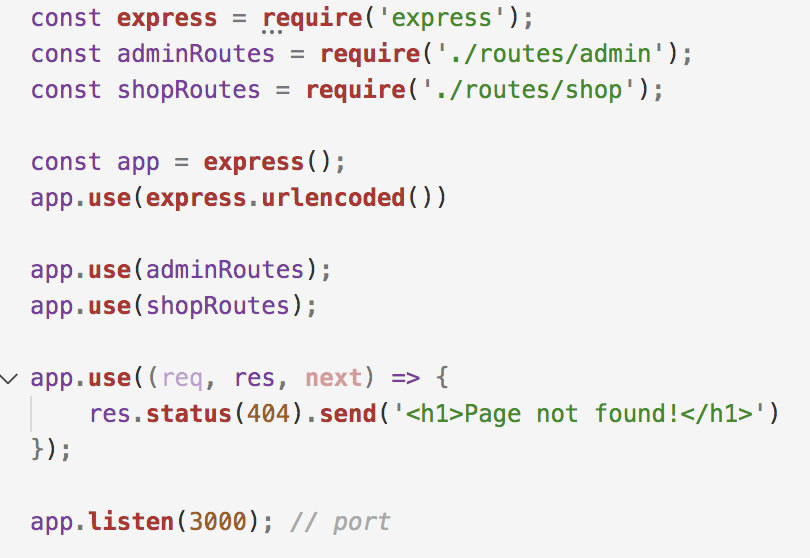 const express = require('express');
const adminRoutes = require('./routes/admin');
const shopRoutes = require('./routes/shop');
const app = express();
app.use(express.urlencoded())
app.use(adminRoutes);
app.use(shopRoutes);
app.use((req, res, next) => {
    res.status(404).send('<h1>Page not found!</h1>')
});
app.listen(3000); // port